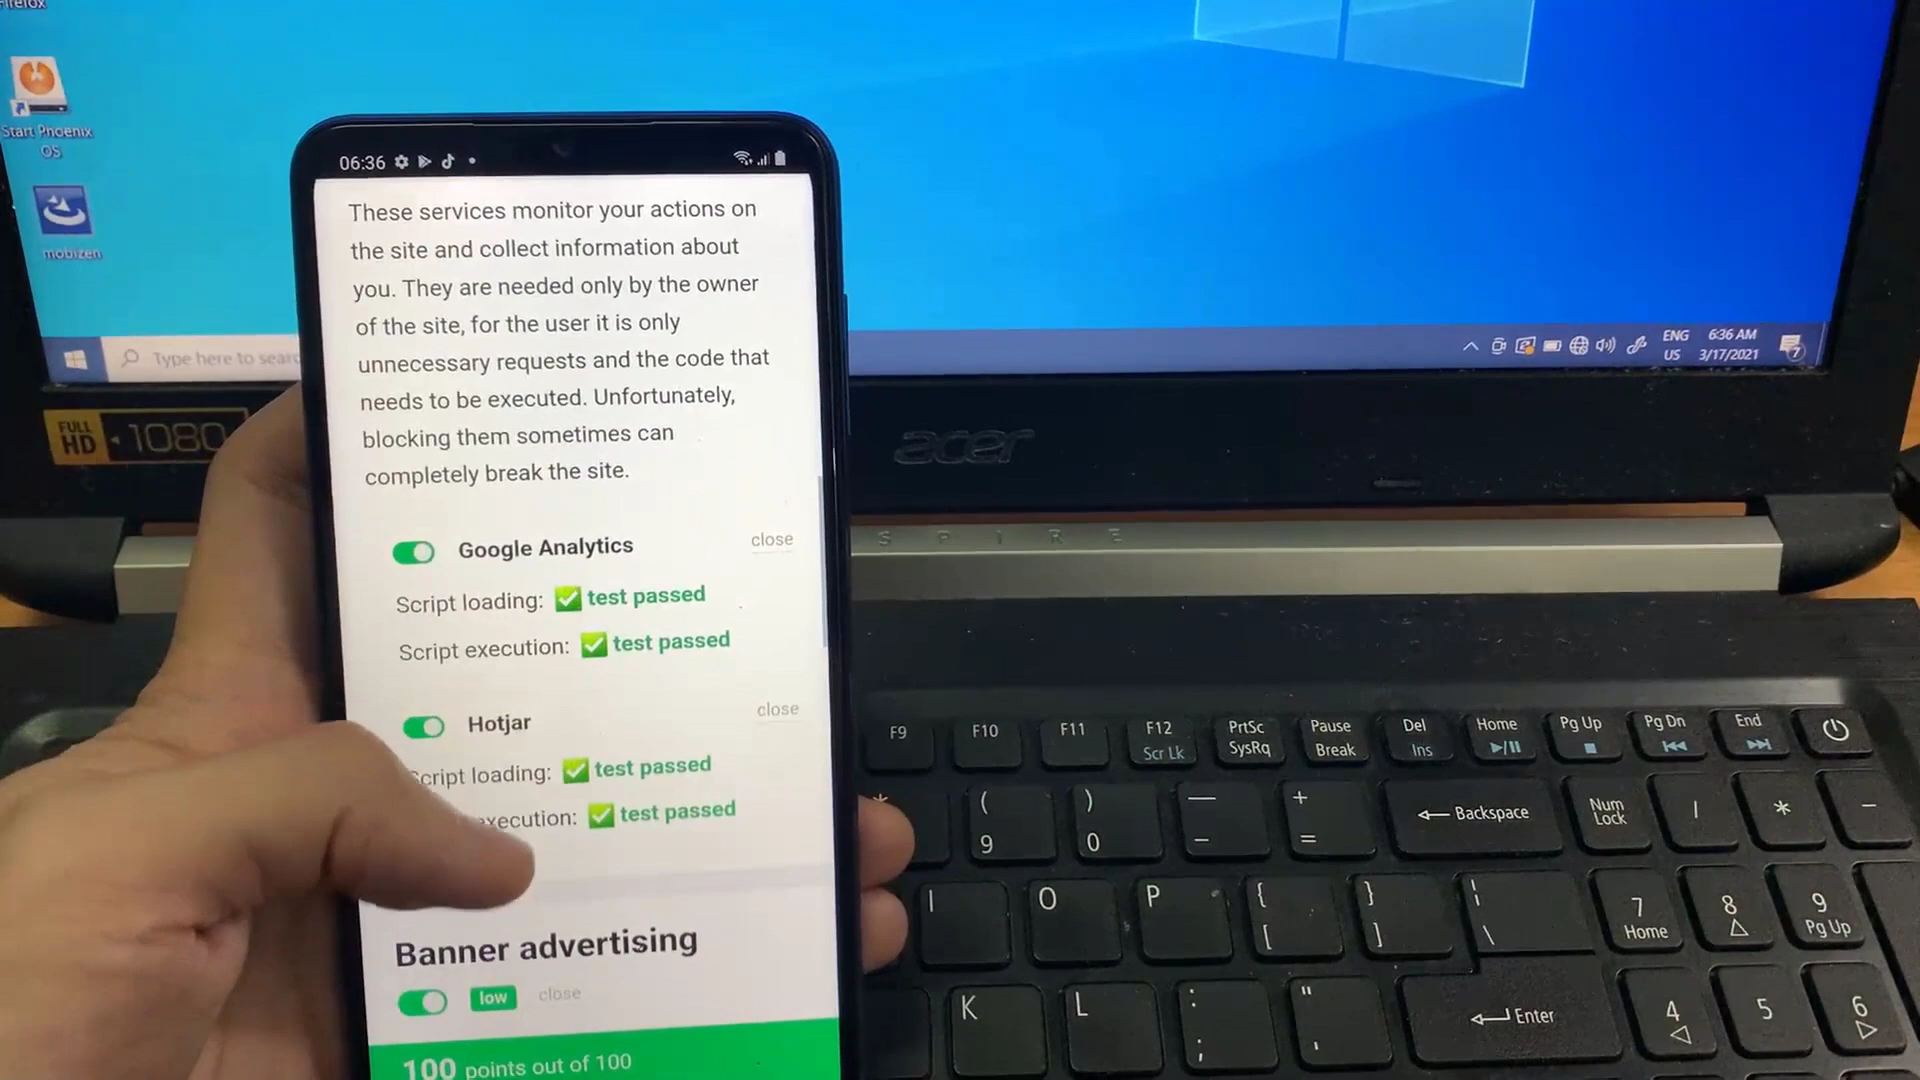 Firefox
Start Phoenix
OS
mobizen
Type here to search
ENG
US
6:36 AM
3/17/2021
7
FULL
HD
1080
acer
S P I R E
06:36
These services monitor your actions on
the site and collect information about
you. They are needed only by the owner
of the site, for the user it is only
unnecessary requests and the code that
needs to be executed. Unfortunately,
blocking them sometimes can
completely break the site.
Google Analytics
close
Script loading: ✅ test passed
Script execution: ✅ test passed
Hotjar
close
cript loading: ✅ test passed
execution: ✅ test passed
Banner advertising
low
close
100 points out of 100
F9
F10
F11
F12
Scr Lk
PrtSc
SysRq
Pause
Break
Del
Ins
Home
Pg Up
Pg Dn
End
*
(
9
)
0
—
-
+
=
Backspace
Num
Lock
/
*
-
I
O
P
{
[
}
]
¦
\
7
Home
8
9
Pg Up
K
L
:
;
"
'
Enter
4
5
6